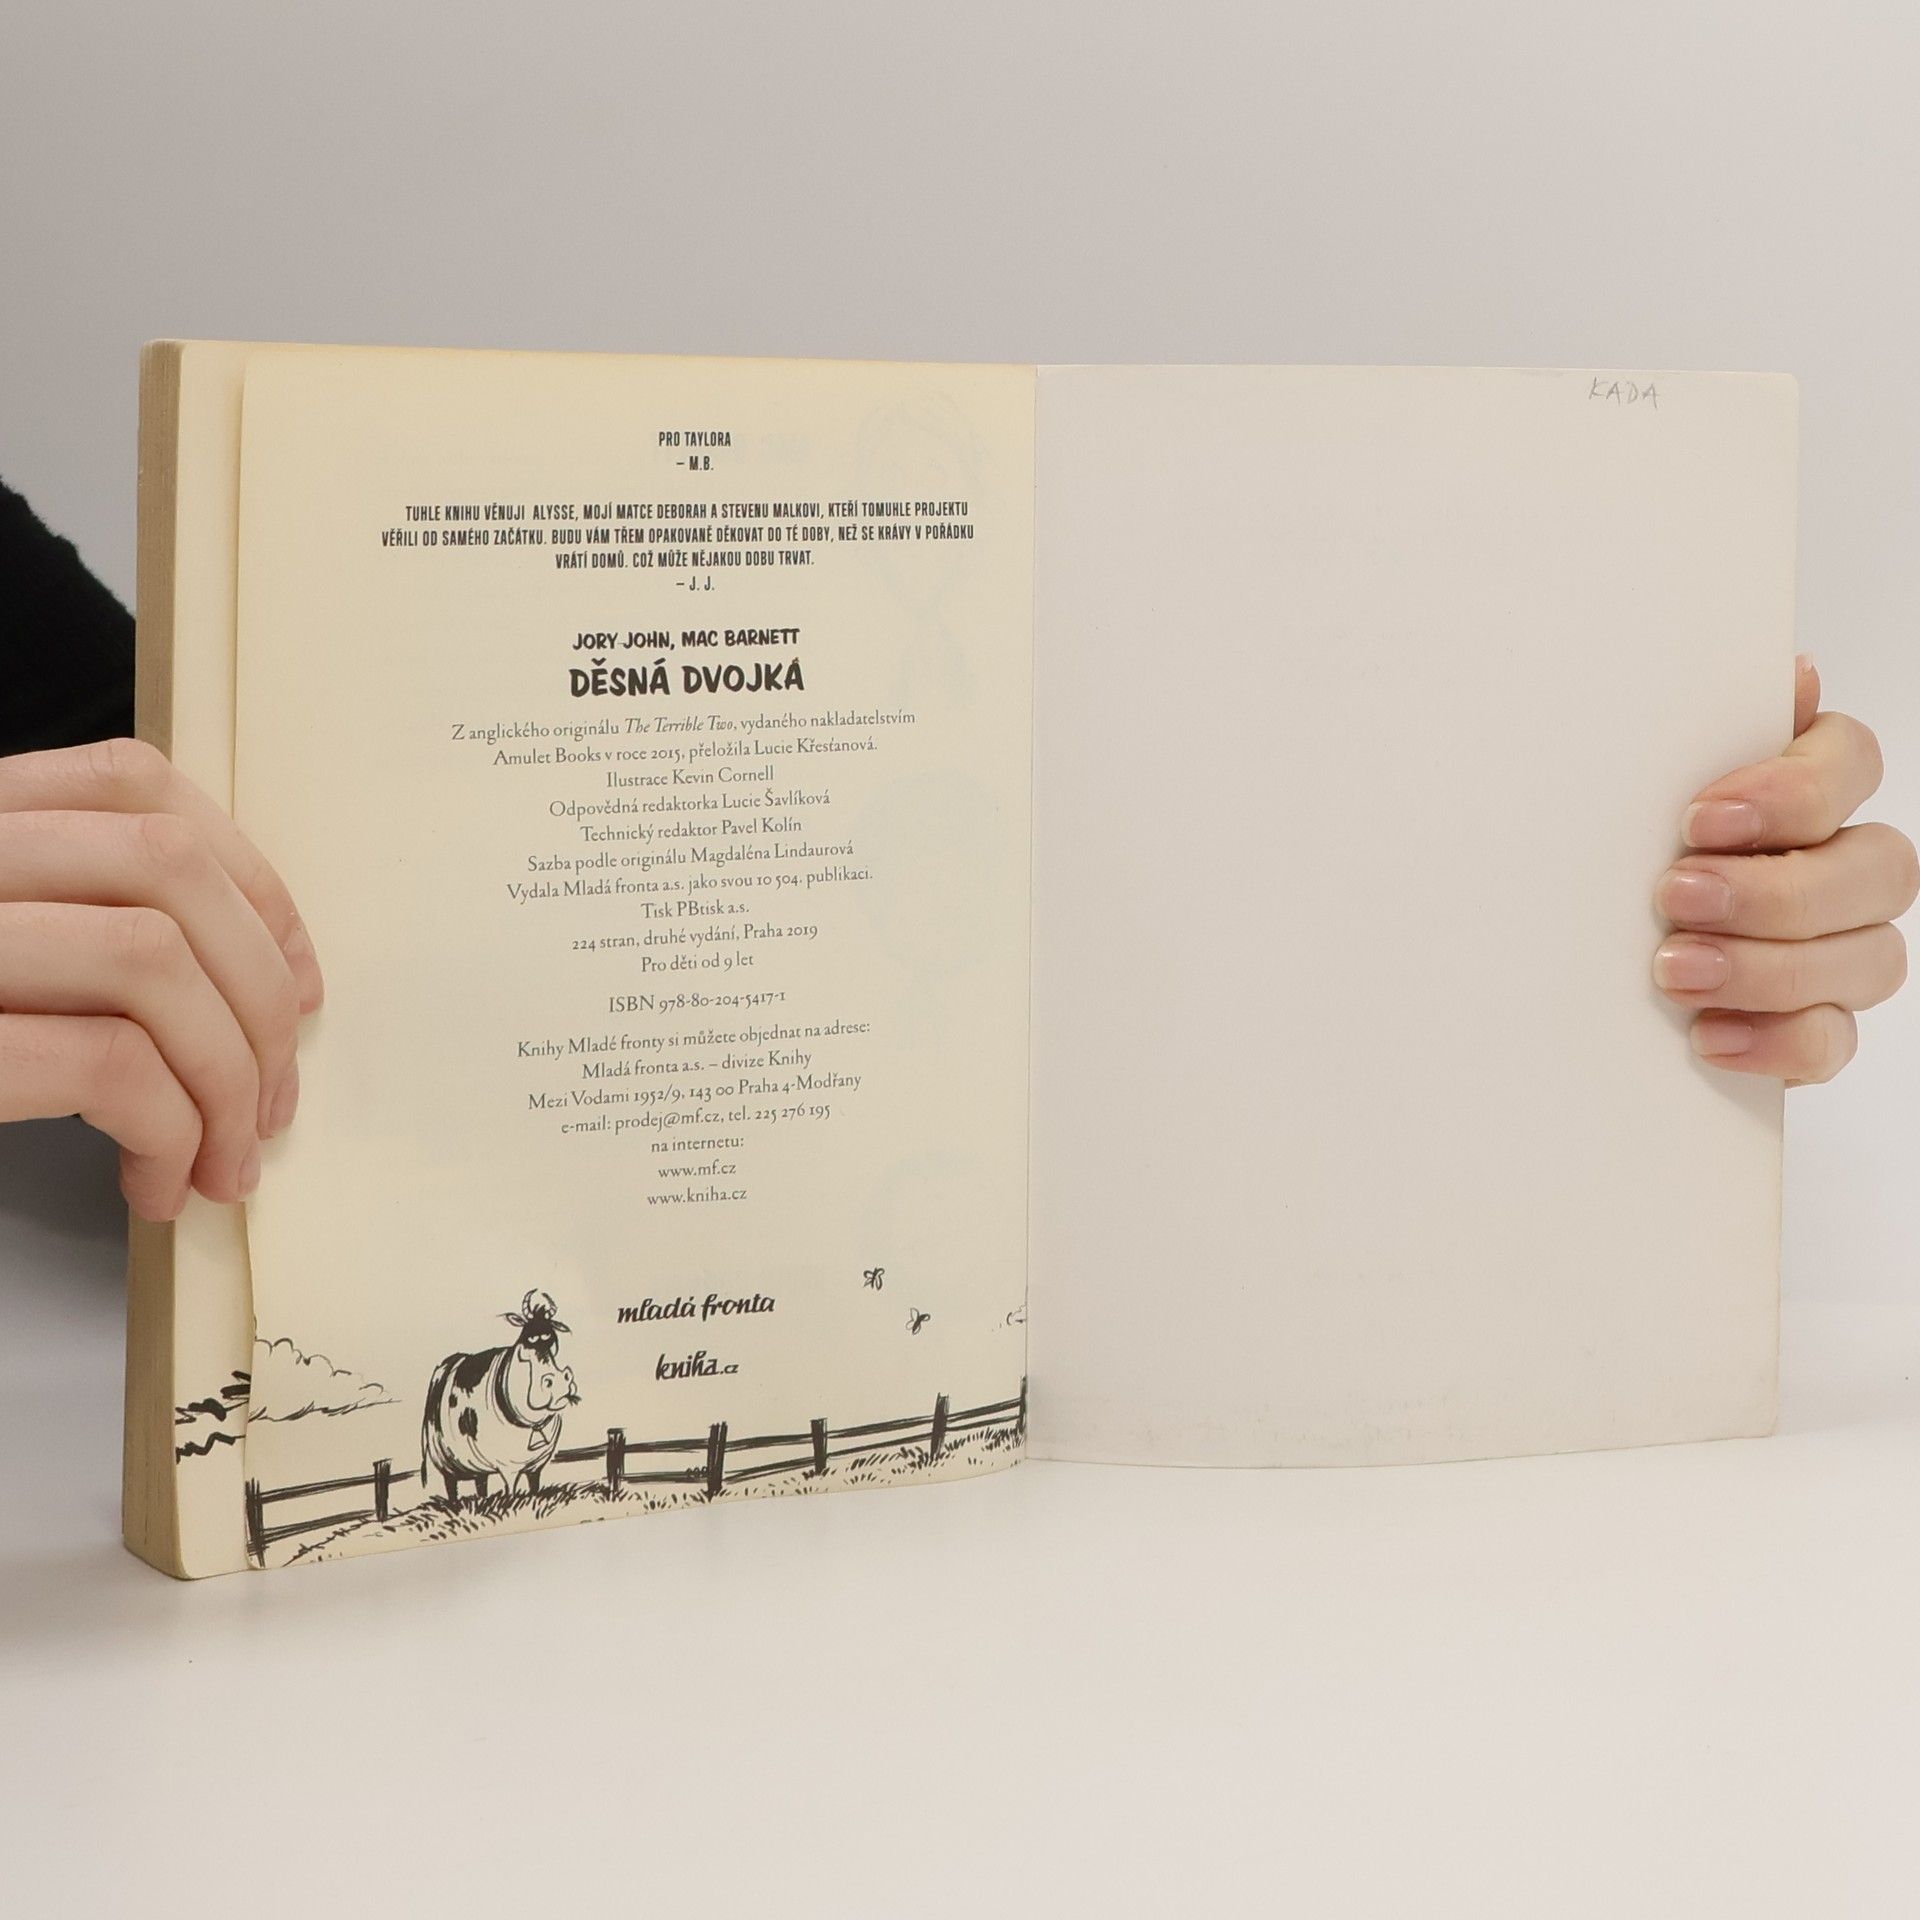 PRO TAYLORA
– M.B.
TUHLE KNIHU VĚNUJI ALYSSE, MOJÍ MATCE DEBORAH A STEVENU MALKOVI, KTEŘÍ TOMUHLE PROJEKTU
VĚŘILI OD SAMÉHO ZAČÁTKU. BUDU VÁM TŘEM OPAKOVANĚ DĚKOVAT DO TÉ DOBY, NEŽ SE KRÁVY V POŘÁDKU
VRÁTÍ DOMŮ. COŽ MŮŽE NĚJAKOU DOBU TRVAT.
– J. J.
JORY JOHN, MAC BARNETT
DĚSNÁ DVOJKA
Z anglického originálu The Terrible Two, vydaného nakladatelstvím
Amulet Books v roce 2015, přeložila Lucie Křesťanová.
Ilustrace Kevin Cornell
Odpovědná redaktorka Lucie Šavlíková
Technický redaktor Pavel Kolín
Sazba podle originálu Magdaléna Lindaurová
Vydala Mladá fronta a.s. jako svou 10 504. publikaci.
Tisk PBtisk a.s.
224 stran, druhé vydání, Praha 2019
Pro děti od 9 let
ISBN 978-80-204-5417-1
Knihy Mladé fronty si můžete objednat na adrese:
Mladá fronta a.s. – divize Knihy
Mezi Vodami 1952/9, 143 00 Praha 4-Modřany
e-mail: prodej@mf.cz, tel. 225 276 195
na internetu:
www.mf.cz
www.kniha.cz
mladá fronta
kniha.cz
KADA